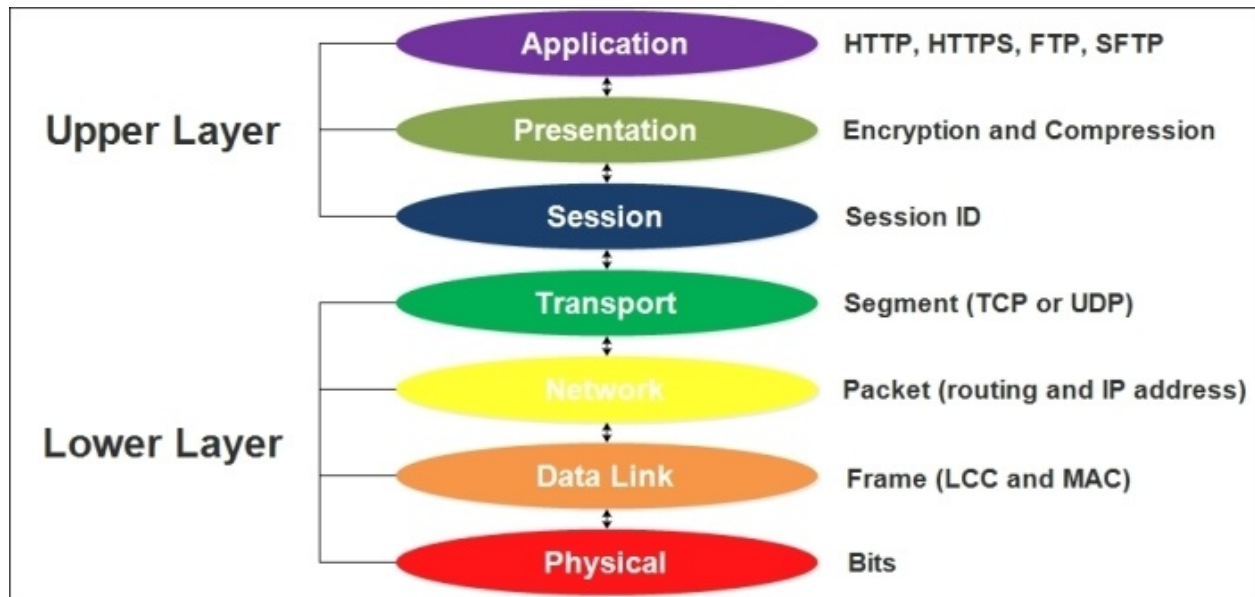 Application
HTTP, HTTPS, FTP, SFTP
Upper Layer
Presentation
Encryption and Compression
Session
Session ID
Transport
Segment (TCP or UDP)
Network
Packet (routing and IP address)
Lower Layer
Data Link
Frame (LCC and MAC)
Physical
Bits